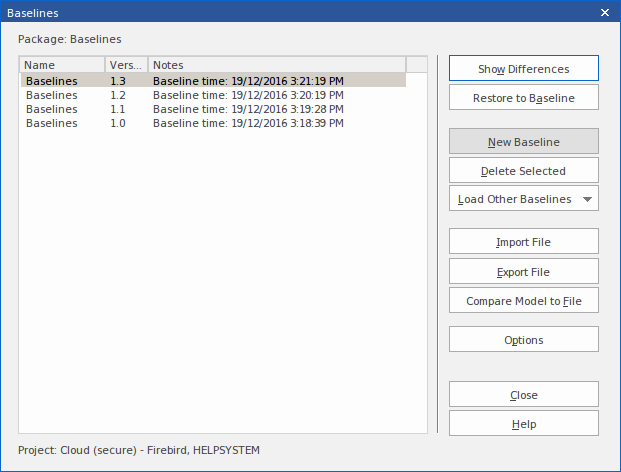 Baselines
Package: Baselines
Name Vers... Notes
Baselines 1.3 Baseline time: 19/12/2016 3:21:19 PM
Baselines 1.2 Baseline time: 19/12/2016 3:20:19 PM
Baselines 1.1 Baseline time: 19/12/2016 3:19:28 PM
Baselines 1.0 Baseline time: 19/12/2016 3:18:39 PM
Show Differences
Restore to Baseline
New Baseline
Delete Selected
Load Other Baselines
Import File
Export File
Compare Model to File
Options
Close
Help
Project: Cloud (secure) - Firebird, HELPSYSTEM